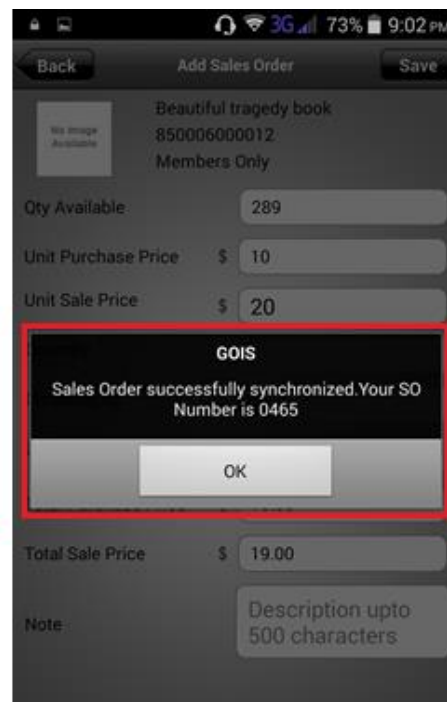 3G 73% 9:02 PM
Back Add Sales Order Save
No Image
Available
Beautiful tragedy book
850006000012
Members Only
Qty Available 289
Unit Purchase Price $ 10
Unit Sale Price $ 20
GOIS
Sales Order successfully synchronized.Your SO
Number is 0465
OK
Total Sale Price $ 19.00
Note
Description upto
500 characters